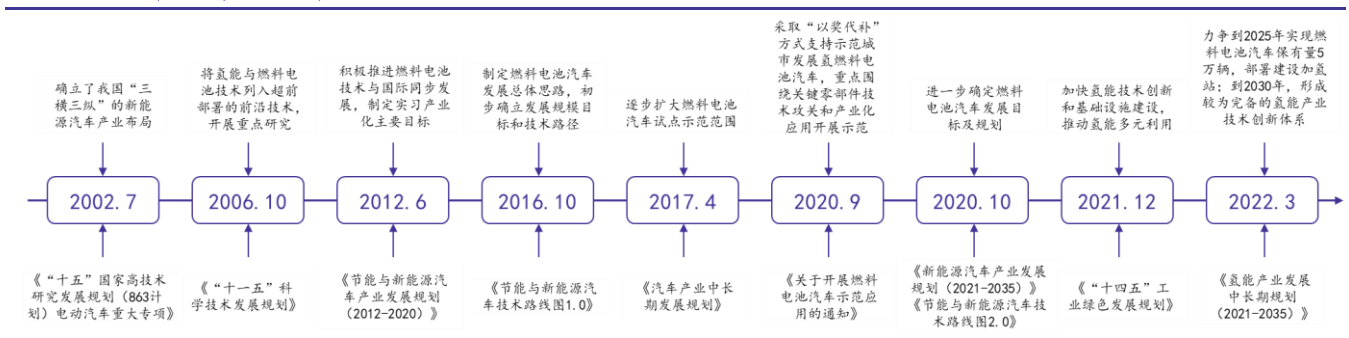 确立了我国“三
横三纵”的新能
源汽车产业布局
将氢能与燃料电
池技术列入超前
部署的前沿技术，
开展重点研究
积极推进燃料电池
技术与国际同步发
展，制定实习产业
化主要目标
制定燃料电池汽车
发展总体思路，初
步确立发展规模目
标和技术路径
逐步扩大燃料电池
汽车试点示范范围
采取“以奖代补”
方式支持示范城
市发展氢燃料电
池汽车，重点围
绕关键零部件技
术攻关和产业化
应用开展示范
进一步确定燃料
电池汽车发展目
标及规划
加快氢能技术创新
和基础设施建设，
推动氢能多元利用
力争到2025年实现燃
料电池汽车保有量5
万辆，部署建设加氢
站；到2030年，形成
较为完备的氢能产业
技术创新体系
2002.7
2006.10
2012.6
2016.10
2017.4
2020.9
2020.10
2021.12
2022.3
《“十五”国家高技术
研究发展规划（863计
划）电动汽车重大专项》
《“十一五”科
学技术发展规划》
《节能与新能源汽
车产业发展规划
（2012-2020）》
《节能与新能源汽
车技术路线图1.0》
《汽车产业中长
期发展规划》
《关于开展燃料
电池汽车示范应
用的通知》
《新能源汽车产业发展
规划（2021-2035）》
《节能与新能源汽车技
术路线图2.0》
《“十四五”工
业绿色发展规划》
《氢能产业发展
中长期规划
（2021-2035）》